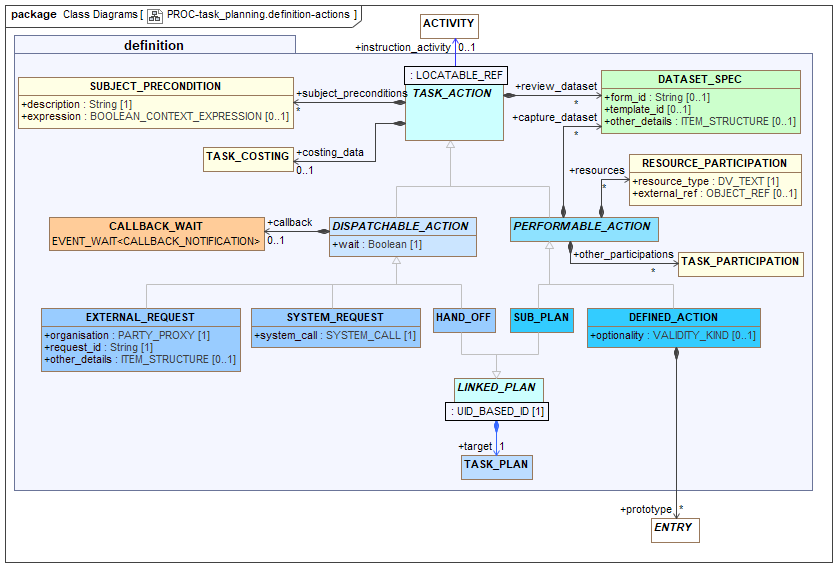 package Class Diagrams [ PROC-task_planning.definition-actions ]
ACTIVITY
definition
+instruction_activity 0..1
: LOCATABLE_REF
TASK_ACTION
SUBJECT_PRECONDITION
+description : String [1]
+expression : BOOLEAN_CONTEXT_EXPRESSION [0..1]
+subject_preconditions
*
+review_dataset
*
DATASET_SPEC
+form_id : String [0..1]
+template_id [0..1]
+other_details : ITEM_STRUCTURE [0..1]
+capture_dataset
*
TASK_COSTING
+costing_data
0..1
+resources
*
RESOURCE_PARTICIPATION
+resource_type : DV_TEXT [1]
+external_ref : OBJECT_REF [0..1]
CALLBACK_WAIT
EVENT_WAIT<CALLBACK_NOTIFICATION>
+callback
0..1
DISPATCHABLE_ACTION
+wait : Boolean [1]
PERFORMABLE_ACTION
+other_participations
*
TASK_PARTICIPATION
EXTERNAL_REQUEST
+organisation : PARTY_PROXY [1]
+request_id : String [1]
+other_details : ITEM_STRUCTURE [0..1]
SYSTEM_REQUEST
+system_call : SYSTEM_CALL [1]
HAND_OFF
SUB_PLAN
DEFINED_ACTION
+optionality : VALIDITY_KIND [0..1]
LINKED_PLAN
: UID_BASED_ID [1]
+target 1
TASK_PLAN
+prototype *
ENTRY